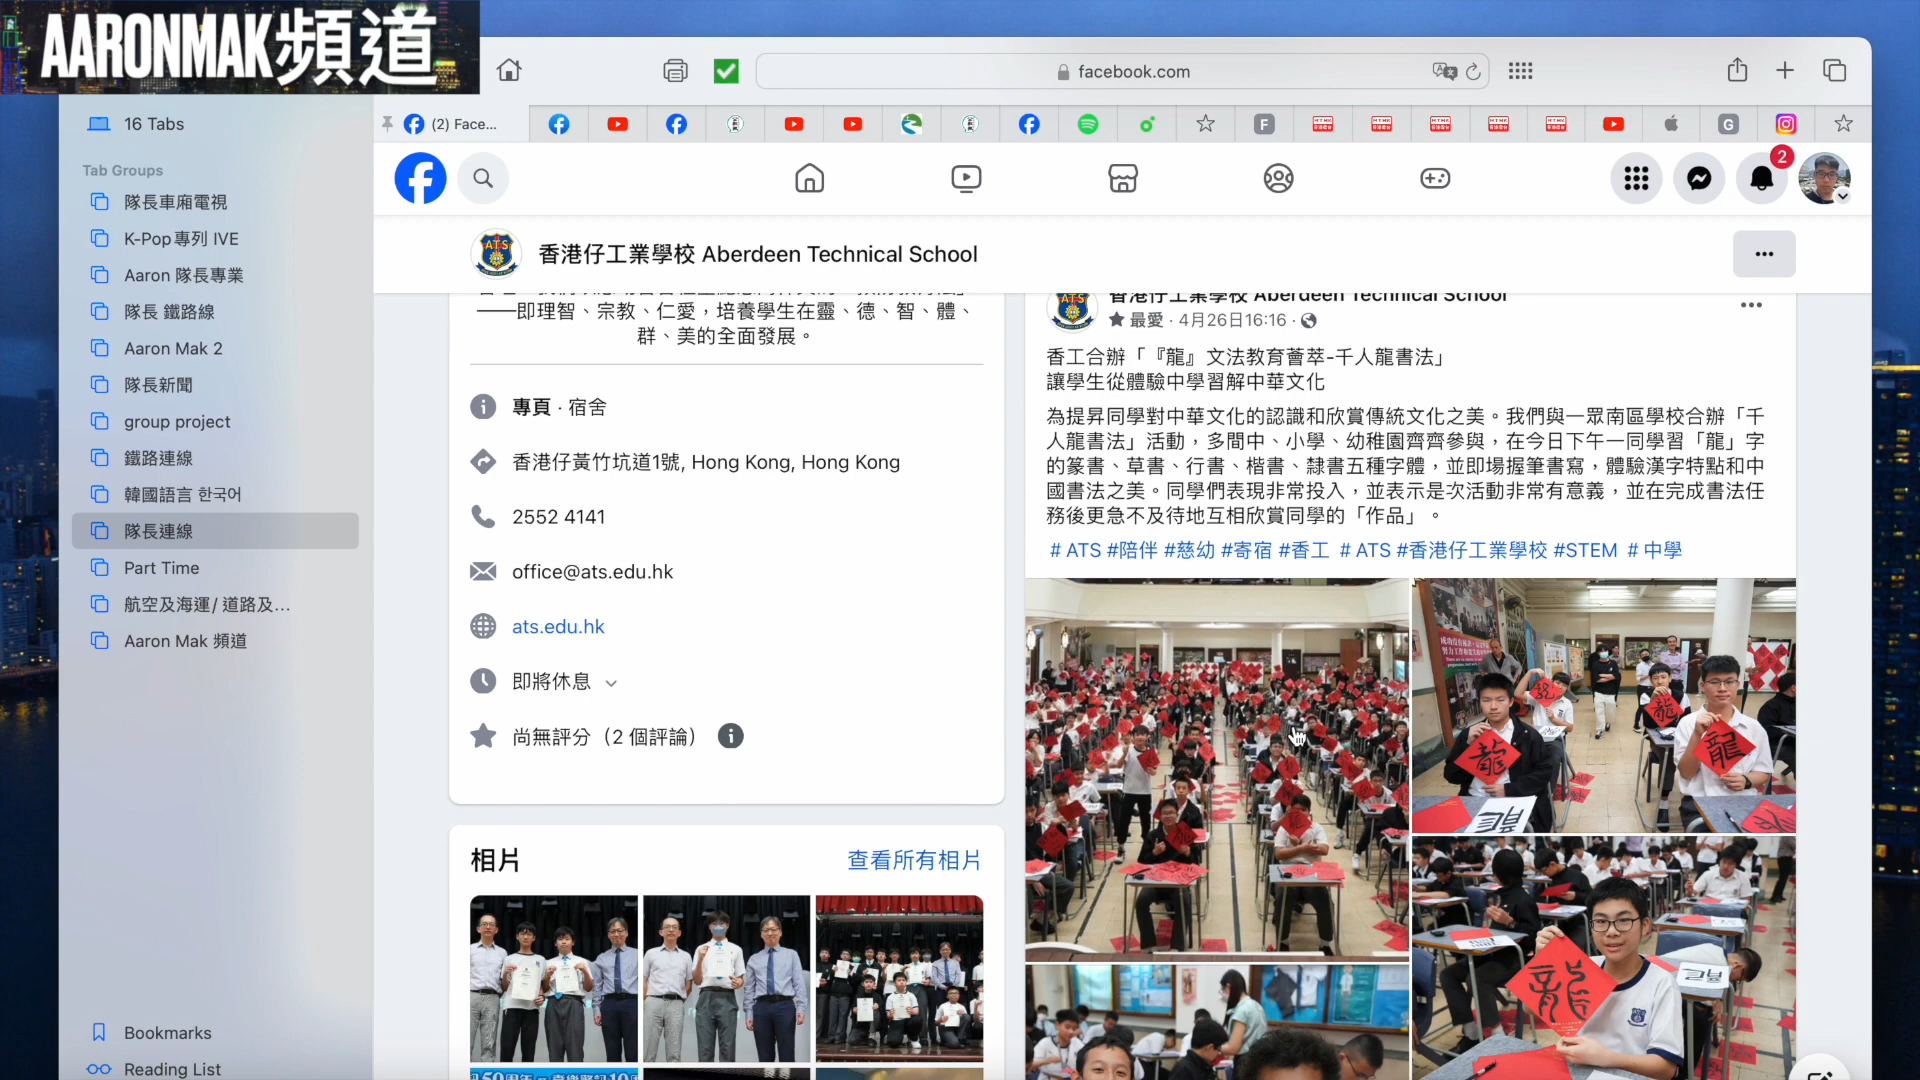 AARONMAK頻道
facebook.com
16 Tabs
(2) Face...
Tab Groups
隊長車廂電視
K-Pop專列 IVE
Aaron 隊長專業
隊長 鐵路線
Aaron Mak 2
隊長新聞
group project
鐵路連線
韓國語言 한국어
隊長連線
Part Time
航空及海運/ 道路及...
Aaron Mak 頻道
Bookmarks
Reading List
2
香港仔工業學校 Aberdeen Technical School
——即理智、宗教、仁愛，培養學生在靈、德、智、體、
群、美的全面發展。
專頁 · 宿舍
香港仔黃竹坑道1號, Hong Kong, Hong Kong
2552 4141
office@ats.edu.hk
ats.edu.hk
即將休息
尚無評分（2 個評論）
相片
查看所有相片
香港仔工業學校 Aberdeen Technical School
最愛 · 4月26日16:16 ·
香工合辦「『龍』文法教育薈萃-千人龍書法」
讓學生從體驗中學習解中華文化
為提昇同學對中華文化的認識和欣賞傳統文化之美。我們與一眾南區學校合辦「千
人龍書法」活動，多間中、小學、幼稚園齊齊參與，在今日下午一同學習「龍」字
的篆書、草書、行書、楷書、隸書五種字體，並即場握筆書寫，體驗漢字特點和中
國書法之美。同學們表現非常投入，並表示是次活動非常有意義，並在完成書法任
務後更急不及待地互相欣賞同學的「作品」。
# ATS #陪伴 #慈幼 #寄宿 #香工 # ATS #香港仔工業學校 #STEM # 中學
龍
龍
龍